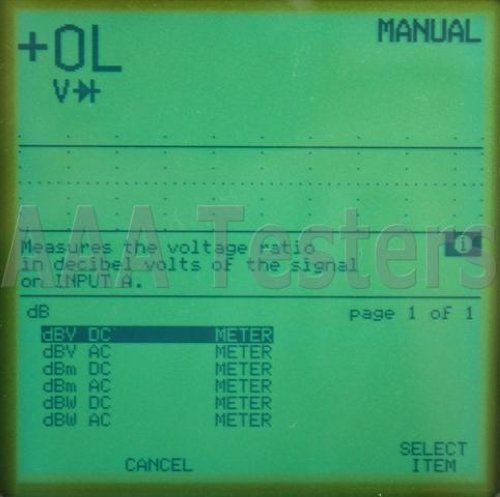 +OL
MANUAL
V
AAA Testers
Measures the voltage ratio
in decibel volts of the signal
on INPUT A.
i
dB page 1 of 1
dBV DC METER
dBV AC METER
dBm DC METER
dBm AC METER
dBW DC METER
dBW AC METER
CANCEL
SELECT
ITEM